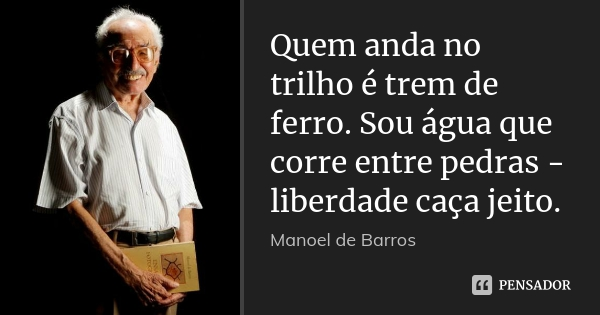 Quem anda no
trilho é trem de
ferro. Sou água que
corre entre pedras -
liberdade caça jeito.
Manoel de Barros
PENSADOR